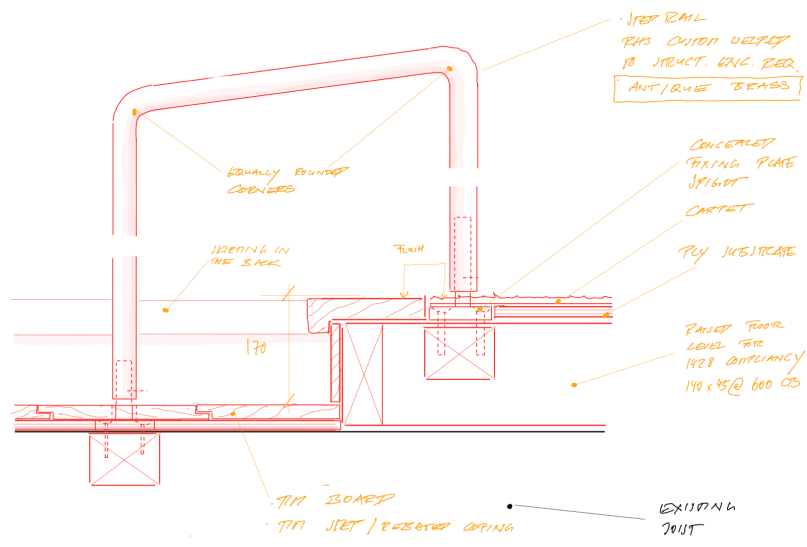 · STEP RAIL
RHS CUSTOM WELDED
TO STRUCT. ENG. REQ.
ANTIQUE BRASS
CONCEALED
FIXING PLATE
SPIGOT
EQUALLY ROUNDED
CORNERS
CARPET
SKIRTING IN
THE BACK
FLUSH
PLY SUBSTRATE
170
RAISED FLOOR
LEVEL FOR
1428 COMPLIANCY
140 x 45 @ 600 CTS
· TIM BOARD
· TIM / REBATED COPING
EXISTING
JOIST